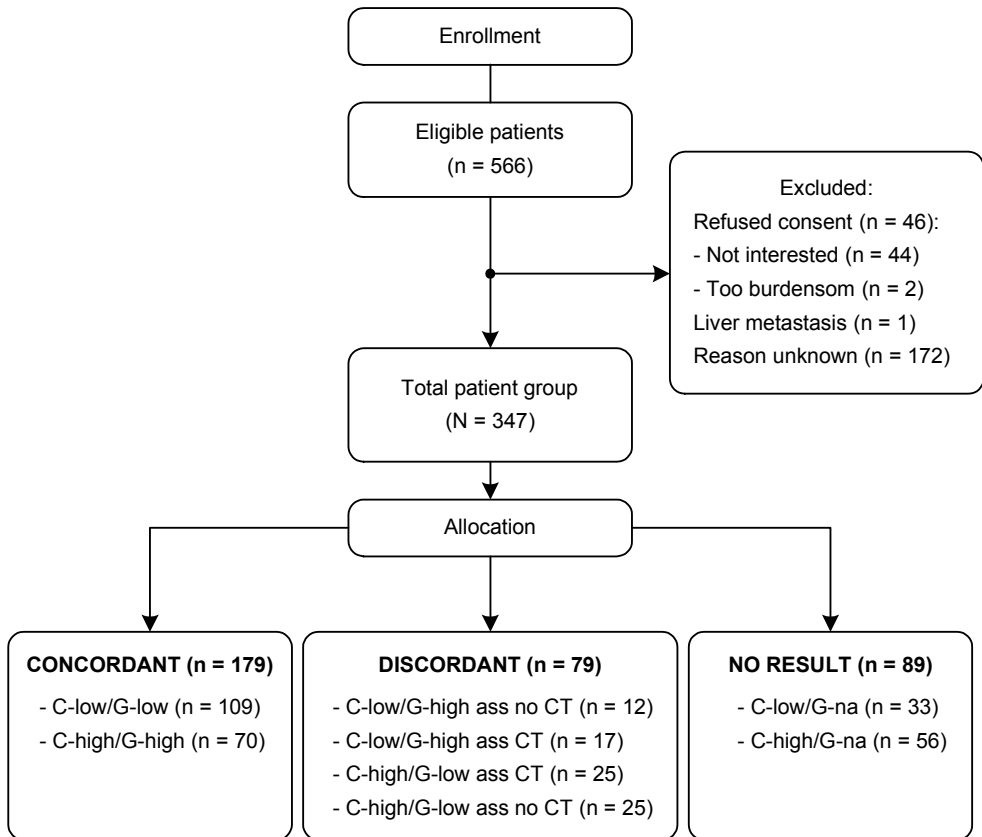 Enrollment
Eligible patients
(n = 566)
Excluded:
Refused consent (n = 46):
- Not interested (n = 44)
- Too burdensom (n = 2)
Liver metastasis (n = 1)
Reason unknown (n = 172)
Total patient group
(N = 347)
Allocation
CONCORDANT (n = 179)
- C-low/G-low (n = 109)
- C-high/G-high (n = 70)
DISCORDANT (n = 79)
- C-low/G-high ass no CT (n = 12)
- C-low/G-high ass CT (n = 17)
- C-high/G-low ass CT (n = 25)
- C-high/G-low ass no CT (n = 25)
NO RESULT (n = 89)
- C-low/G-na (n = 33)
- C-high/G-na (n = 56)